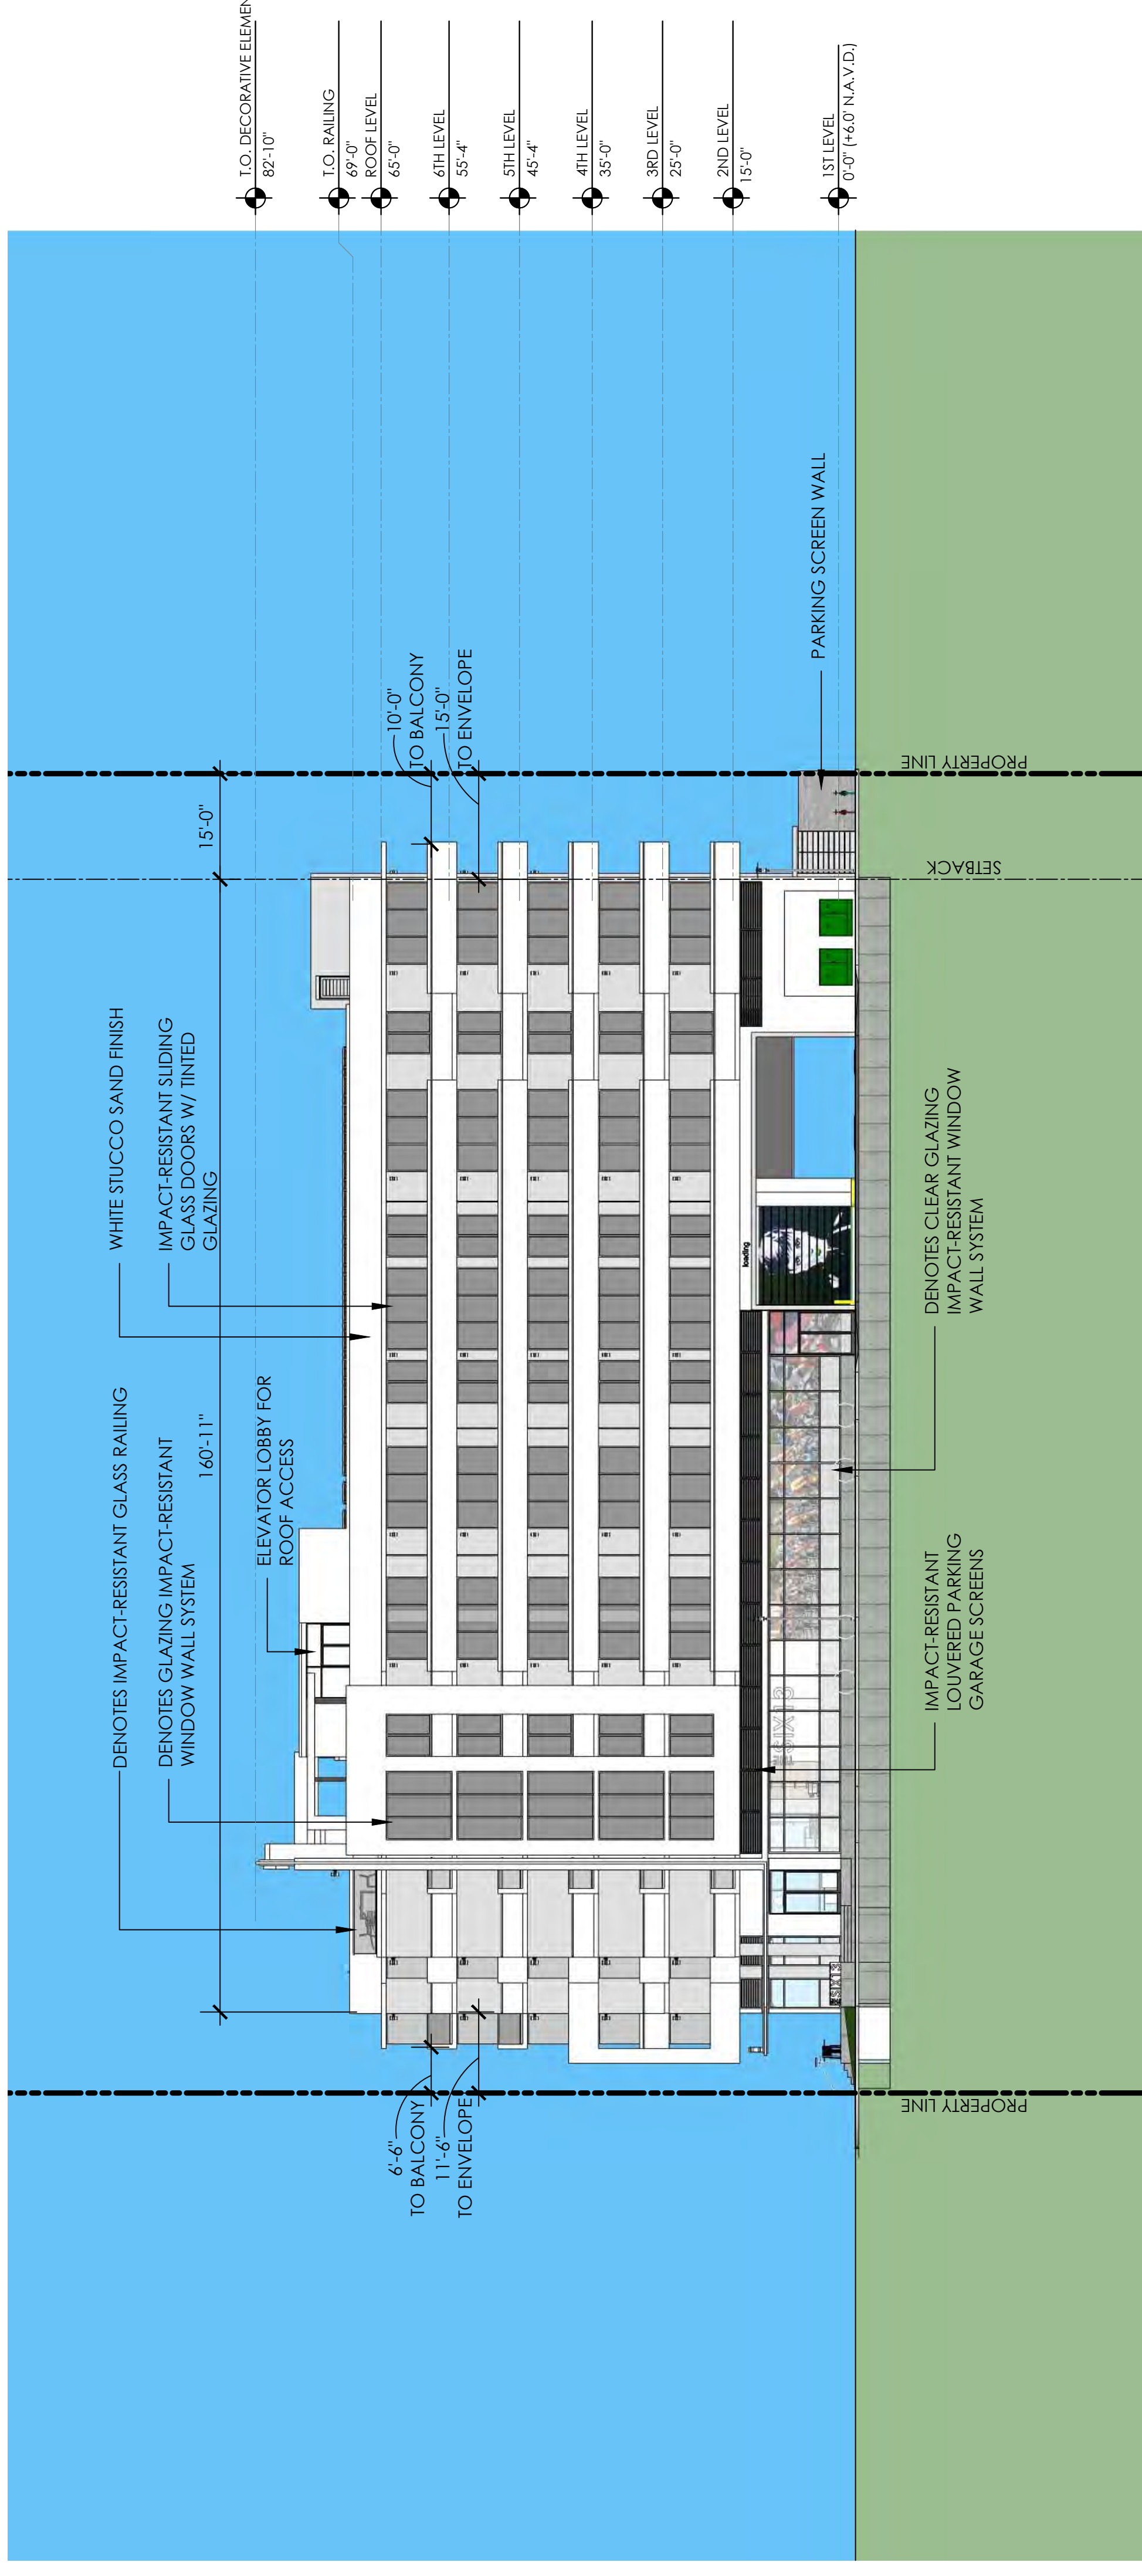 T.O. DECORATIVE ELEMEN
82'-10"
T.O. RAILING
69'-0"
ROOF LEVEL
65'-0"
6TH LEVEL
55'-4"
5TH LEVEL
45'-4"
4TH LEVEL
35'-0"
3RD LEVEL
25'-0"
2ND LEVEL
15'-0"
1ST LEVEL
0'-0" (+6.0' N.A.V.D.)
DENOTES IMPACT-RESISTANT GLASS RAILING
DENOTES GLAZING IMPACT-RESISTANT
WINDOW WALL SYSTEM
160'-11"
ELEVATOR LOBBY FOR
ROOF ACCESS
WHITE STUCCO SAND FINISH
IMPACT-RESISTANT SLIDING
GLASS DOORS W/ TINTED
GLAZING
15'-0"
10'-0"
TO BALCONY
15'-0"
TO ENVELOPE
PARKING SCREEN WALL
6'-6"
TO BALCONY
11'-6"
TO ENVELOPE
loading
PROPERTY LINE
SETBACK
PROPERTY LINE
IMPACT-RESISTANT
LOUVERED PARKING
GARAGE SCREENS
DENOTES CLEAR GLAZING
IMPACT-RESISTANT WINDOW
WALL SYSTEM